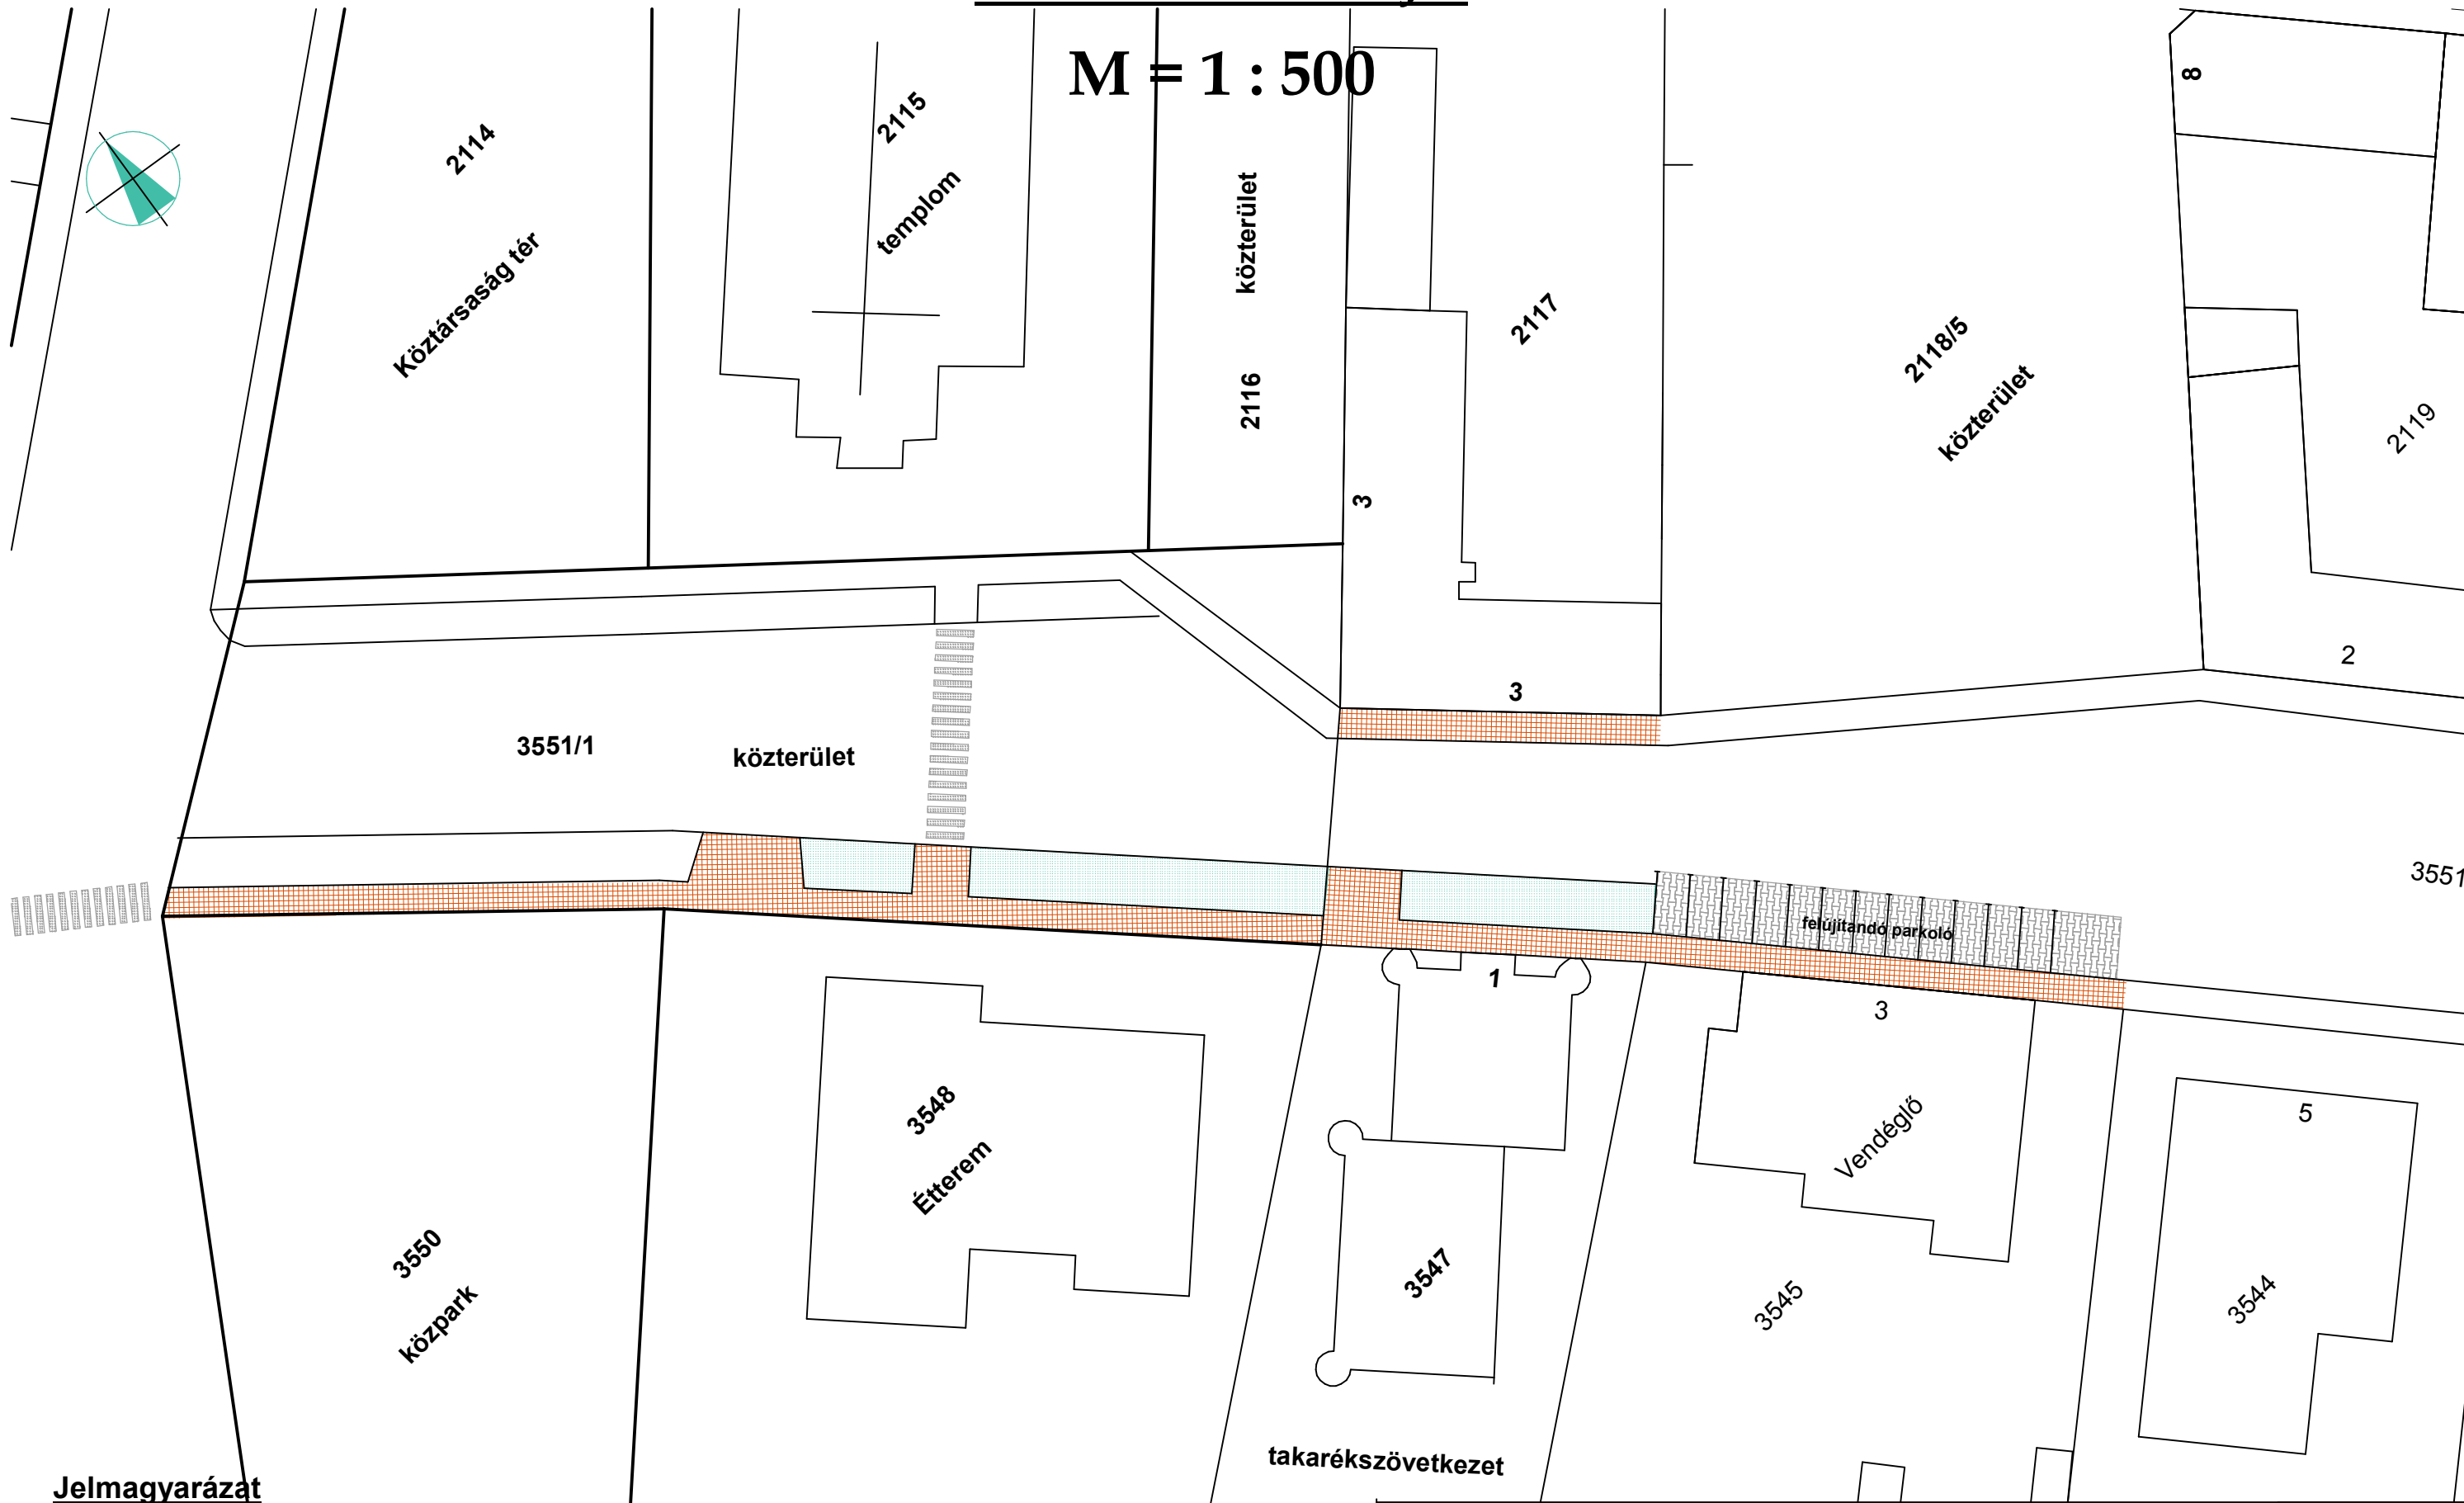 M = 1 : 500
8
2114
2115
templom
közterület
Köztársaság tér
2117
2118/5
közterület
2116
2119
3
2
3
3551/1
közterület
3551
felújítandó parkoló
1
3
3548
Étterem
Vendéglő
5
3550
közpark
3547
3545
3544
takarékszövetkezet
Jelmagyarázat